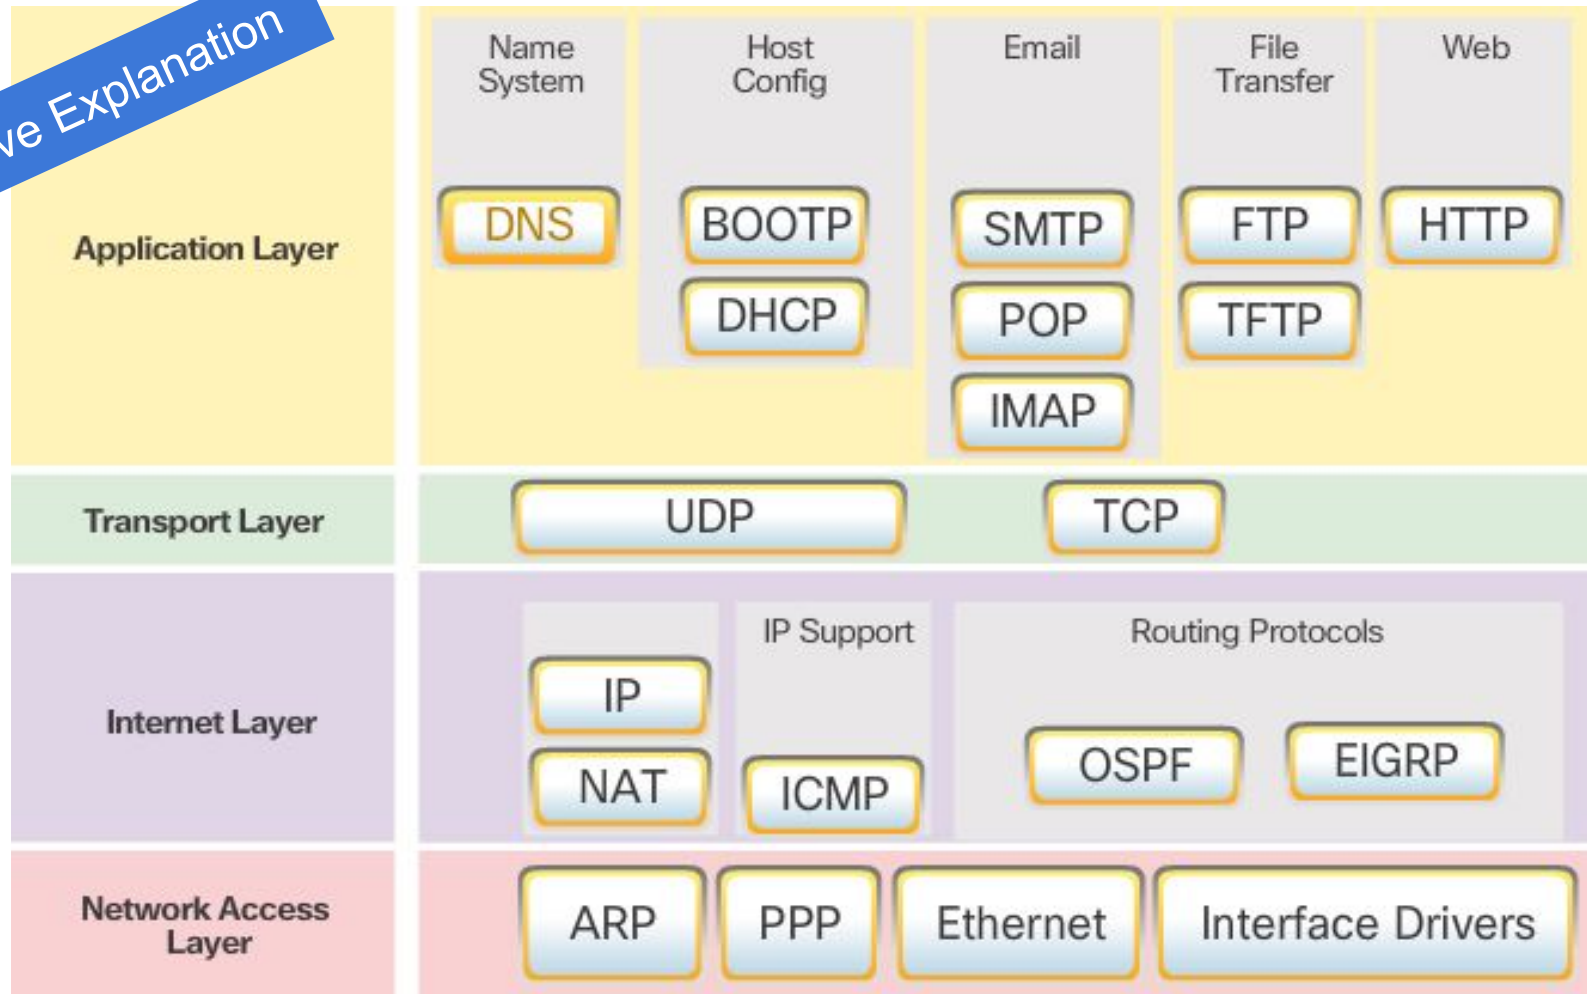 ve Explanation
Application Layer
Name
System
DNS
Host
Config
BOOTP
DHCP
Email
SMTP
POP
IMAP
File
Transfer
FTP
TFTP
Web
HTTP
Transport Layer
UDP
TCP
Internet Layer
IP
NAT
IP Support
ICMP
Routing Protocols
OSPF
EIGRP
Network Access
Layer
ARP
PPP
Ethernet
Interface Drivers